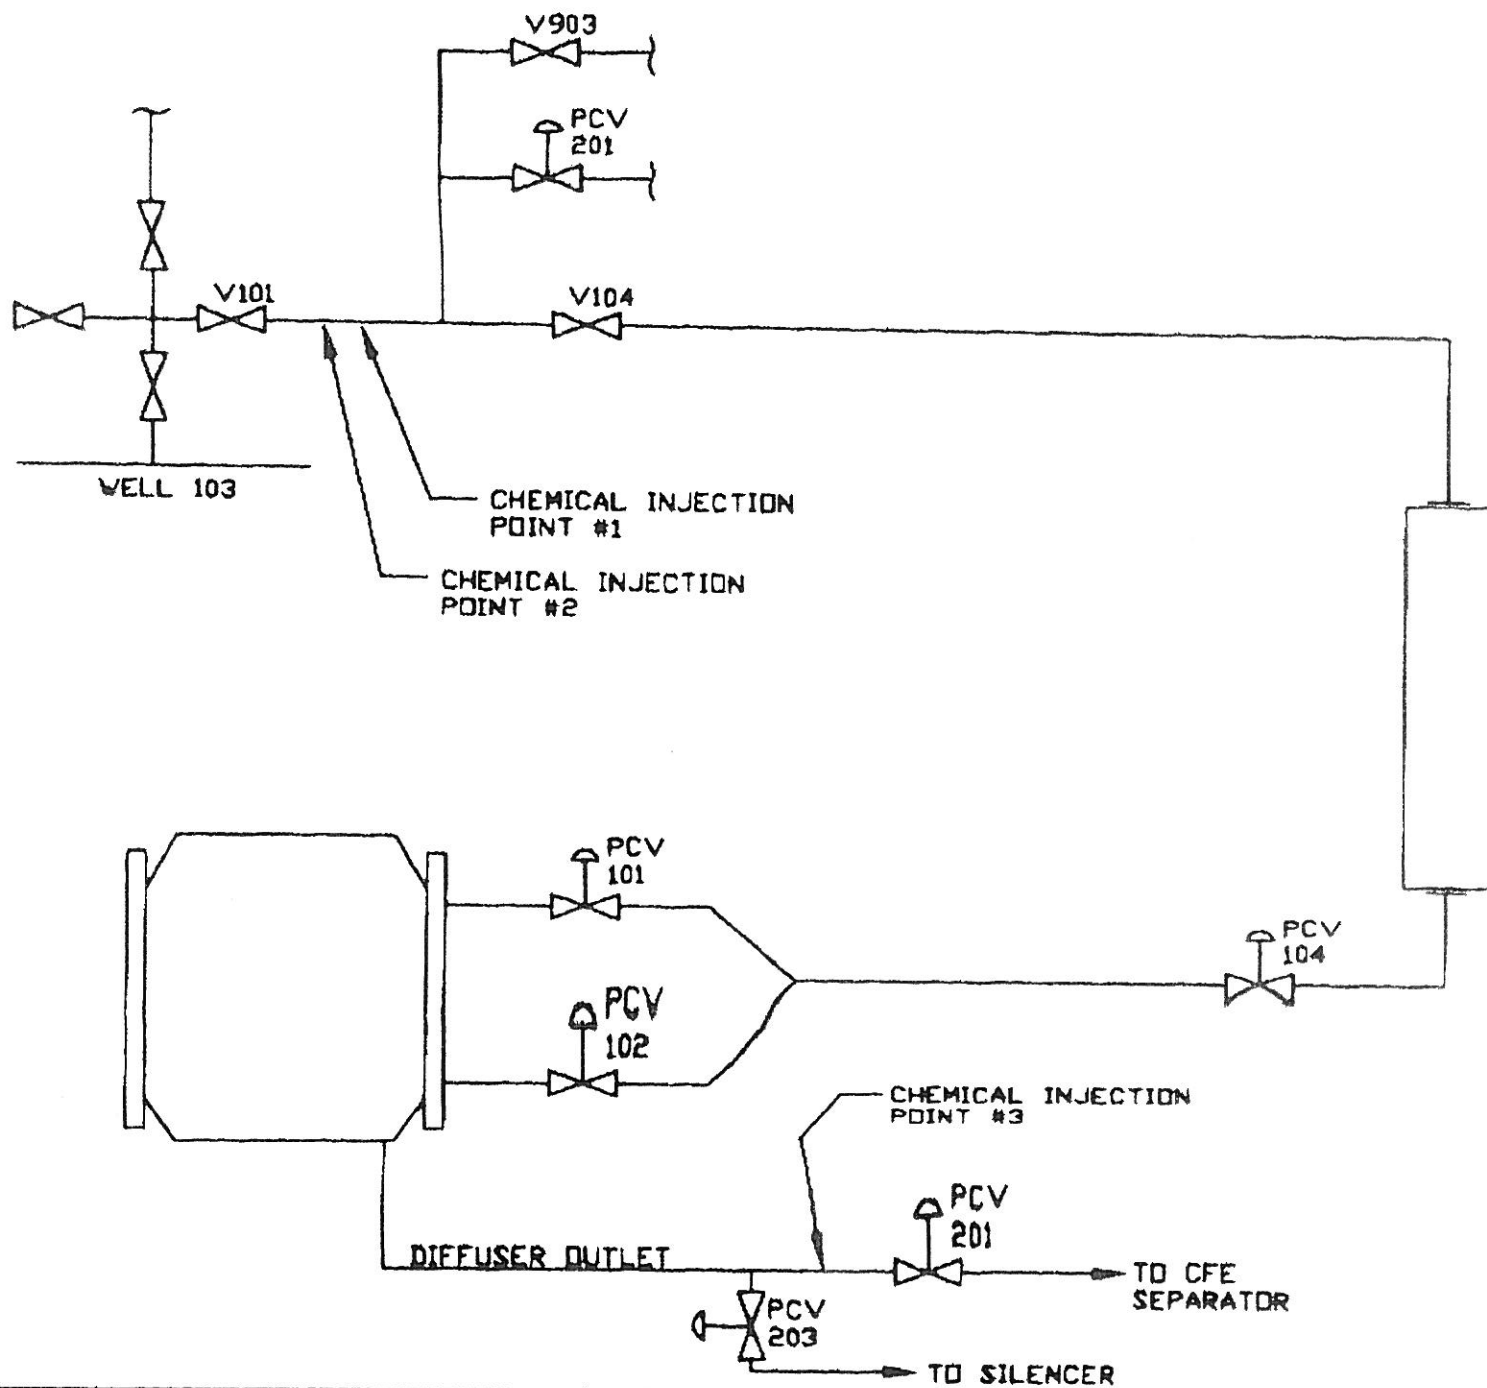 V903
PCV
201
V101
V104
WELL 103
CHEMICAL INJECTION
POINT #1
CHEMICAL INJECTION
POINT #2
PCV
101
PCV
104
PCV
102
CHEMICAL INJECTION
POINT #3
PCV
201
DIFFUSER OUTLET
TO CFE
SEPARATOR
PCV
203
TO SILENCER